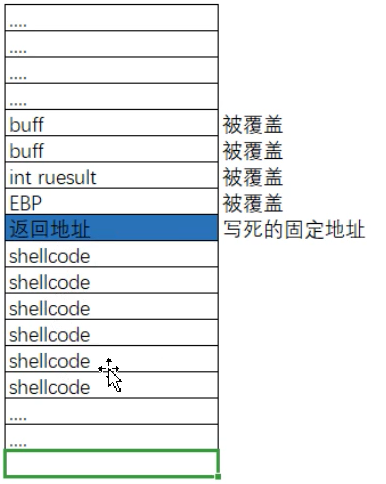 ....
....
....
....
buff 被覆盖
buff 被覆盖
int ruesult 被覆盖
EBP 被覆盖
返回地址 写死的固定地址
shellcode
shellcode
shellcode
shellcode
shellcode
shellcode
....
....